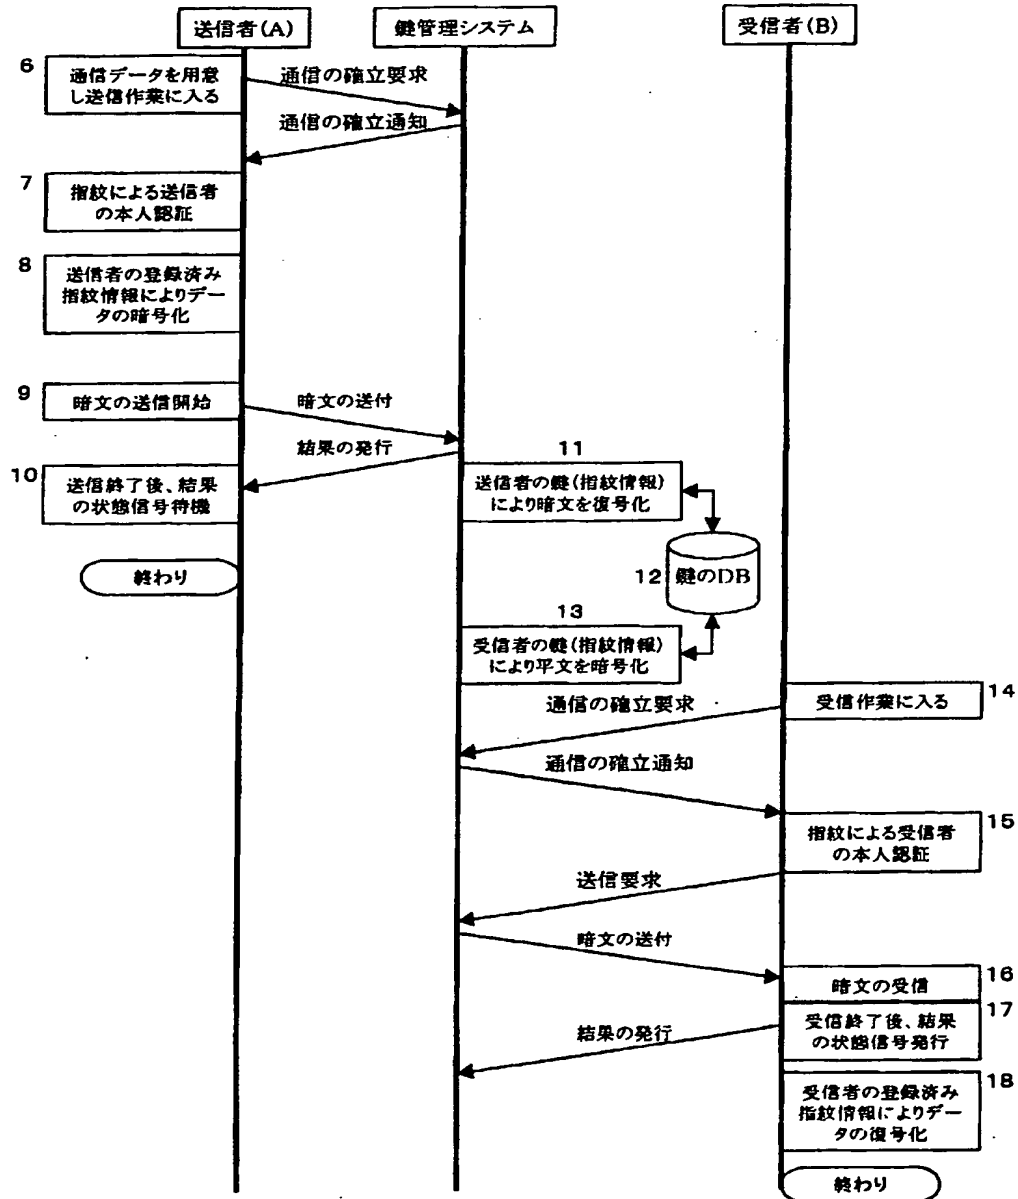 送信者(A)
鍵管理システム
受信者(B)
6
通信データを用意
し送信作業に入る
通信の確立要求
通信の確立通知
7
指紋による送信者
の本人認証
8
送信者の登録済み
指紋情報によりデー
タの暗号化
9
暗文の送信開始
暗文の送付
結果の発行
10
送信終了後、結果
の状態信号待機
11
送信者の鍵(指紋情報)
により暗文を復号化
終わり
12
鍵のDB
13
受信者の鍵(指紋情報)
により平文を暗号化
14
受信作業に入る
通信の確立要求
通信の確立通知
15
指紋による受信者
の本人認証
送信要求
暗文の送付
16
暗文の受信
17
受信終了後、結果
の状態信号発行
結果の発行
18
受信者の登録済み
指紋情報によりデー
タの復号化
終わり